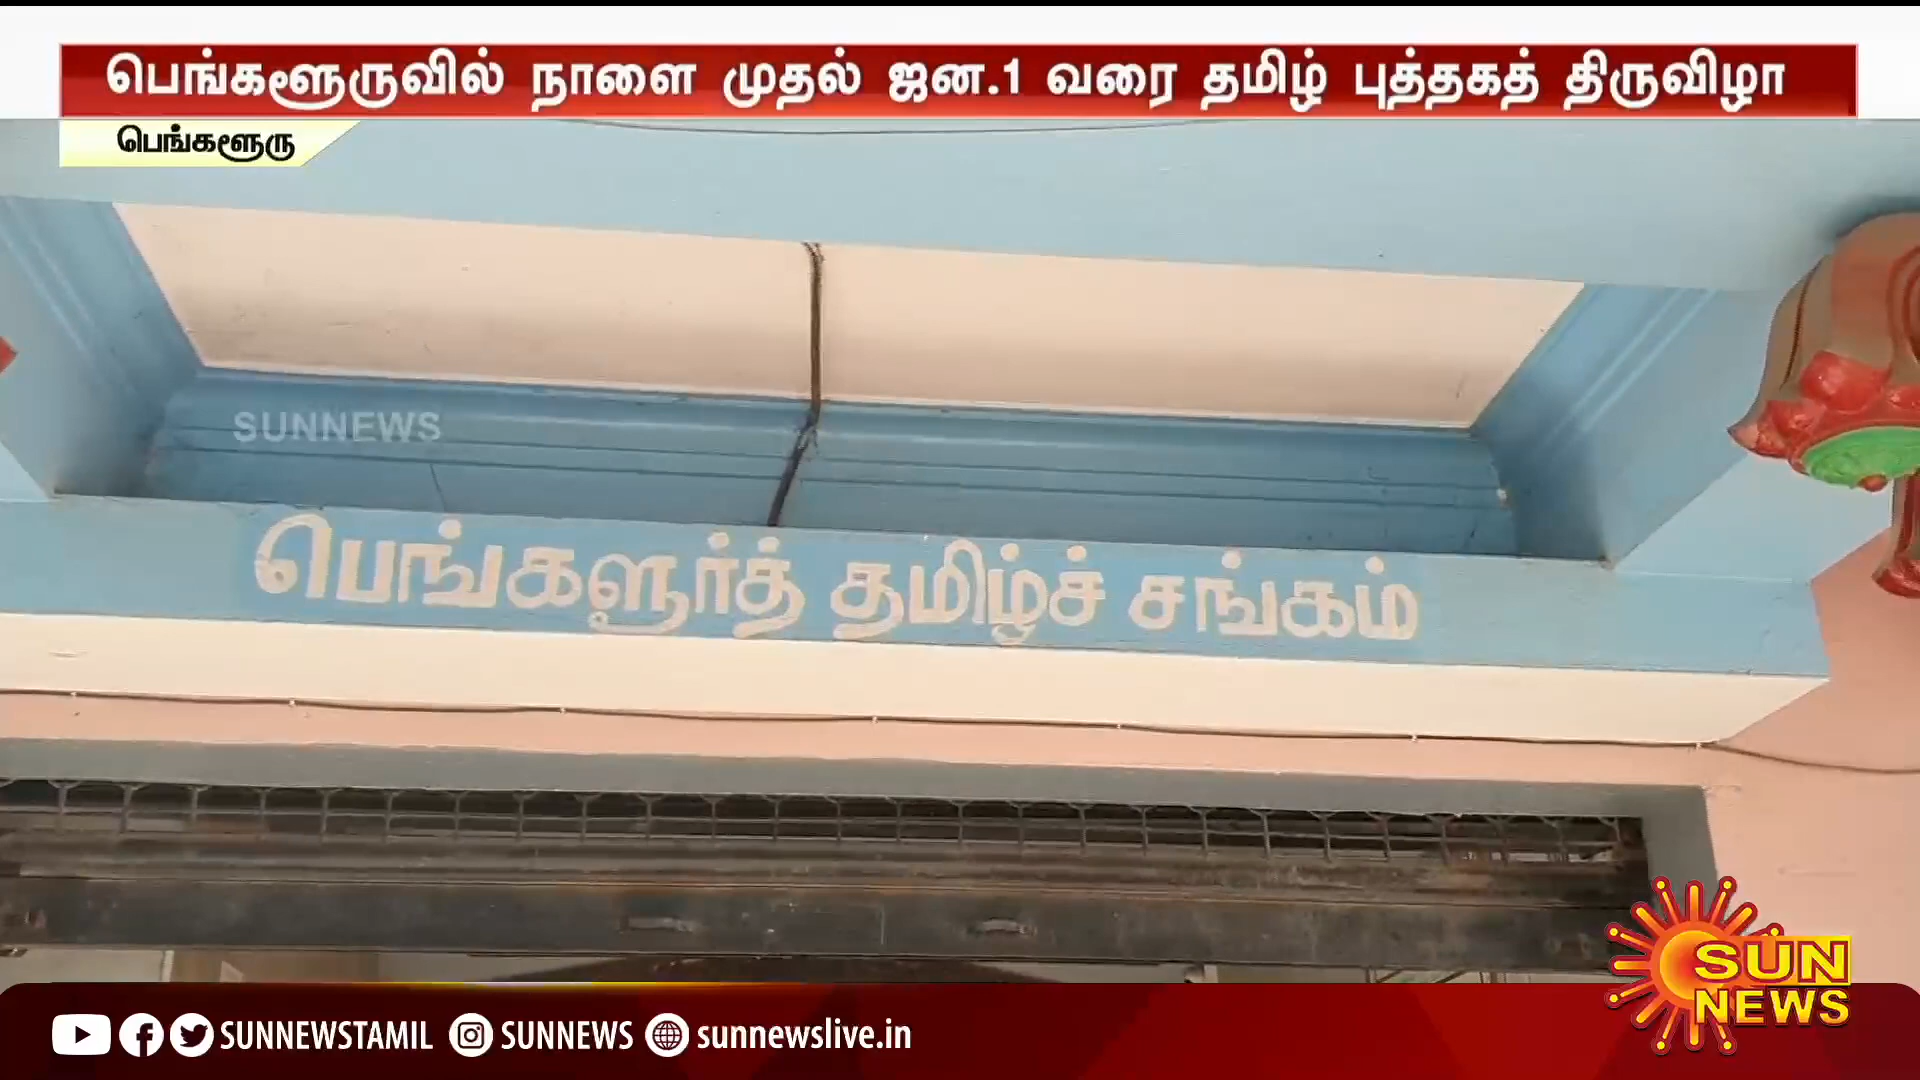 பெங்களூருவில் நாளை முதல் ஜன.1 வரை தமிழ் புத்தகத் திருவிழா
பெங்களூரு
SUNNEWS
பெங்களூர்த் தமிழ்ச் சங்கம்
SUN
NEWS
SUNNEWSTAMIL SUNNEWS sunnewslive.in